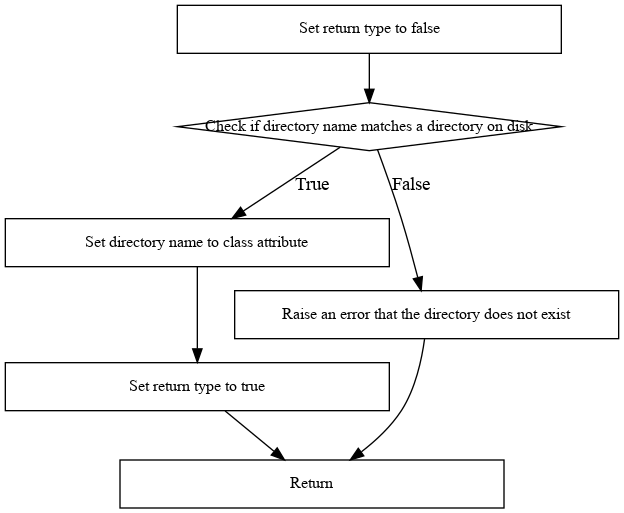 Set return type to false
Check if directory name matches a directory on disk
True
False
Set directory name to class attribute
Raise an error that the directory does not exist
Set return type to true
Return